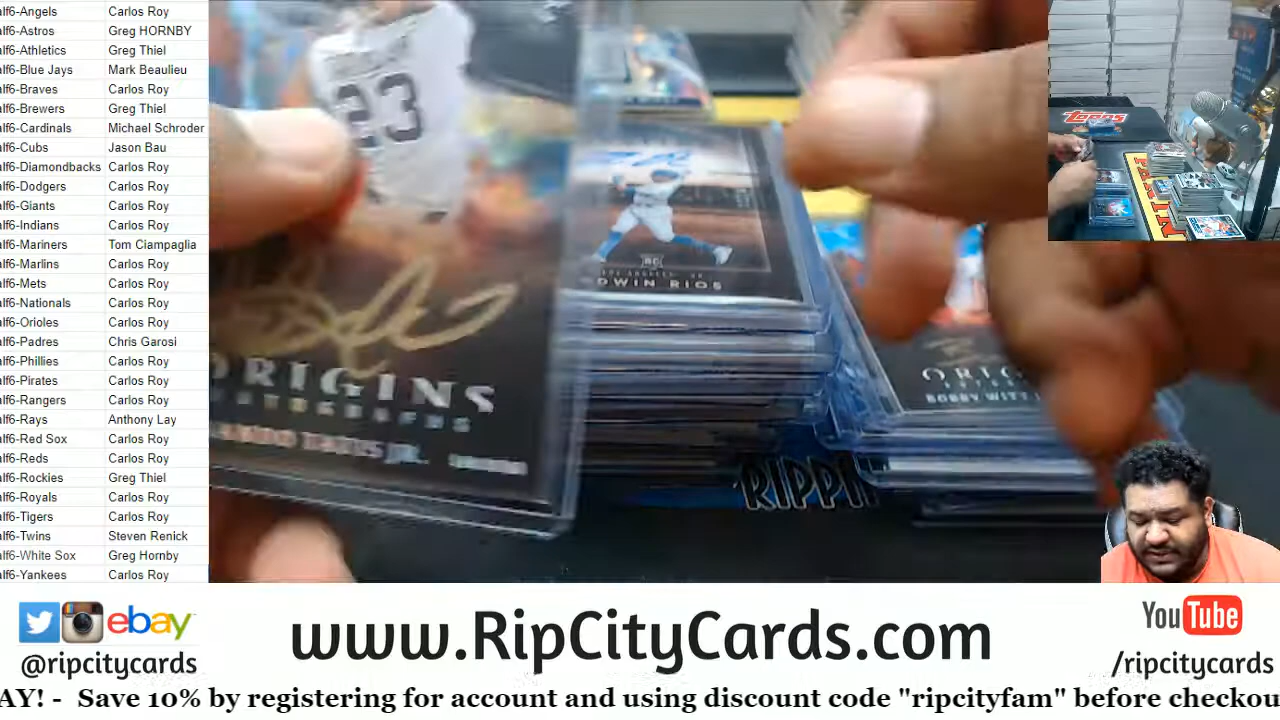 alf6-Angels Carlos Roy
alf6-Astros Greg HORNBY
alf6-Athletics Greg Thiel
alf6-Blue Jays Mark Beaulieu
alf6-Braves Carlos Roy
alf6-Brewers Greg Thiel
alf6-Cardinals Michael Schroder
alf6-Cubs Jason Bau
alf6-Diamondbacks Carlos Roy
alf6-Dodgers Carlos Roy
alf6-Giants Carlos Roy
alf6-Indians Carlos Roy
alf6-Mariners Tom Ciampaglia
alf6-Marlins Carlos Roy
alf6-Mets Carlos Roy
alf6-Nationals Carlos Roy
alf6-Orioles Carlos Roy
alf6-Padres Chris Garosi
alf6-Phillies Carlos Roy
alf6-Pirates Carlos Roy
alf6-Rangers Carlos Roy
alf6-Rays Anthony Lay
alf6-Red Sox Carlos Roy
alf6-Reds Carlos Roy
alf6-Rockies Greg Thiel
alf6-Royals Carlos Roy
alf6-Tigers Carlos Roy
alf6-Twins Steven Renick
alf6-White Sox Greg Hornby
alf6-Yankees Carlos Roy
23
ORIGINS
TATIS JR.
RC
DWIN RIOS
BOBBY WITT
RIPPI
Topps
PANINI
ebay
@ripcitycards
www.RipCityCards.com
YouTube
/ripcitycards
AY! - Save 10% by registering for account and using discount code "ripcityfam" before checkou